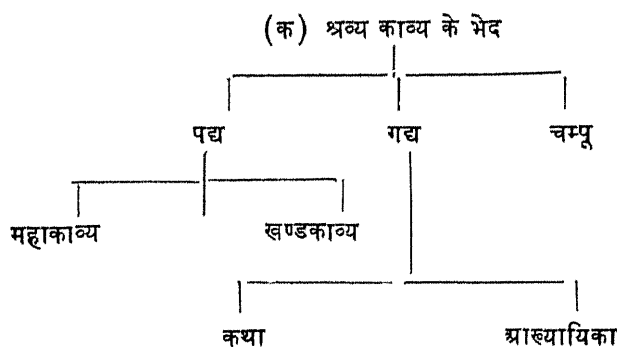 (क) श्रव्य काव्य के भेद
पद्य गद्य चम्पू
महाकाव्य खण्डकाव्य
कथा आख्यायिका